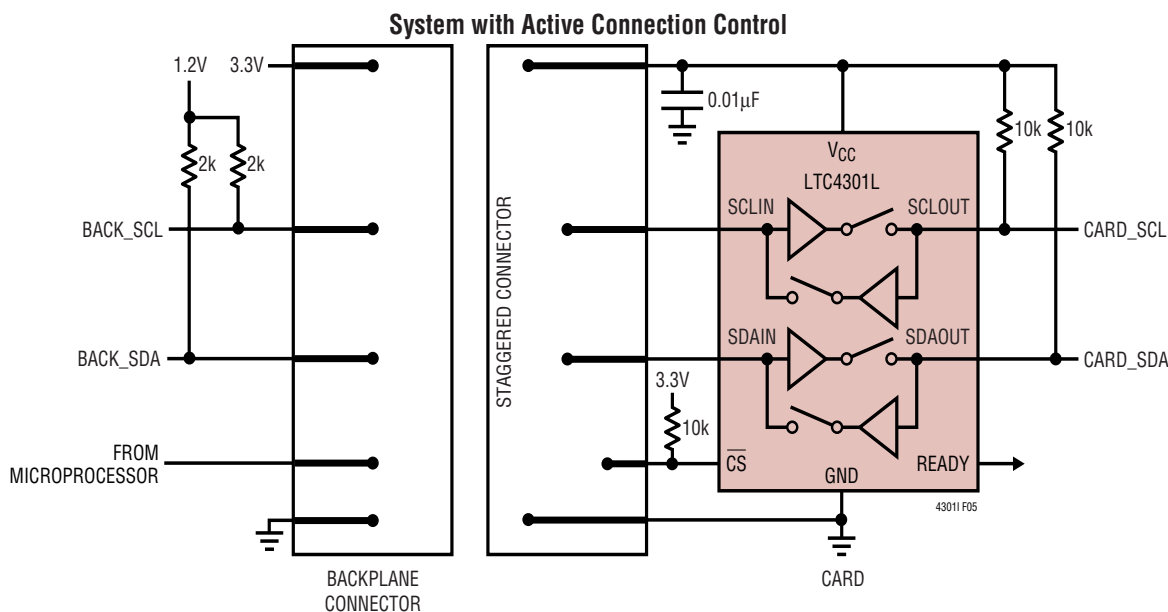 System with Active Connection Control
1.2V
3.3V
2k
2k
BACK_SCL
BACK_SDA
FROM
MICROPROCESSOR
BACKPLANE
CONNECTOR
STAGGERED CONNECTOR
0.01µF
10k
10k
VCC
LTC4301L
SCLIN
SCLOUT
CARD_SCL
SDAIN
SDAOUT
CARD_SDA
3.3V
10k
CS
READY
GND
4301I F05
CARD